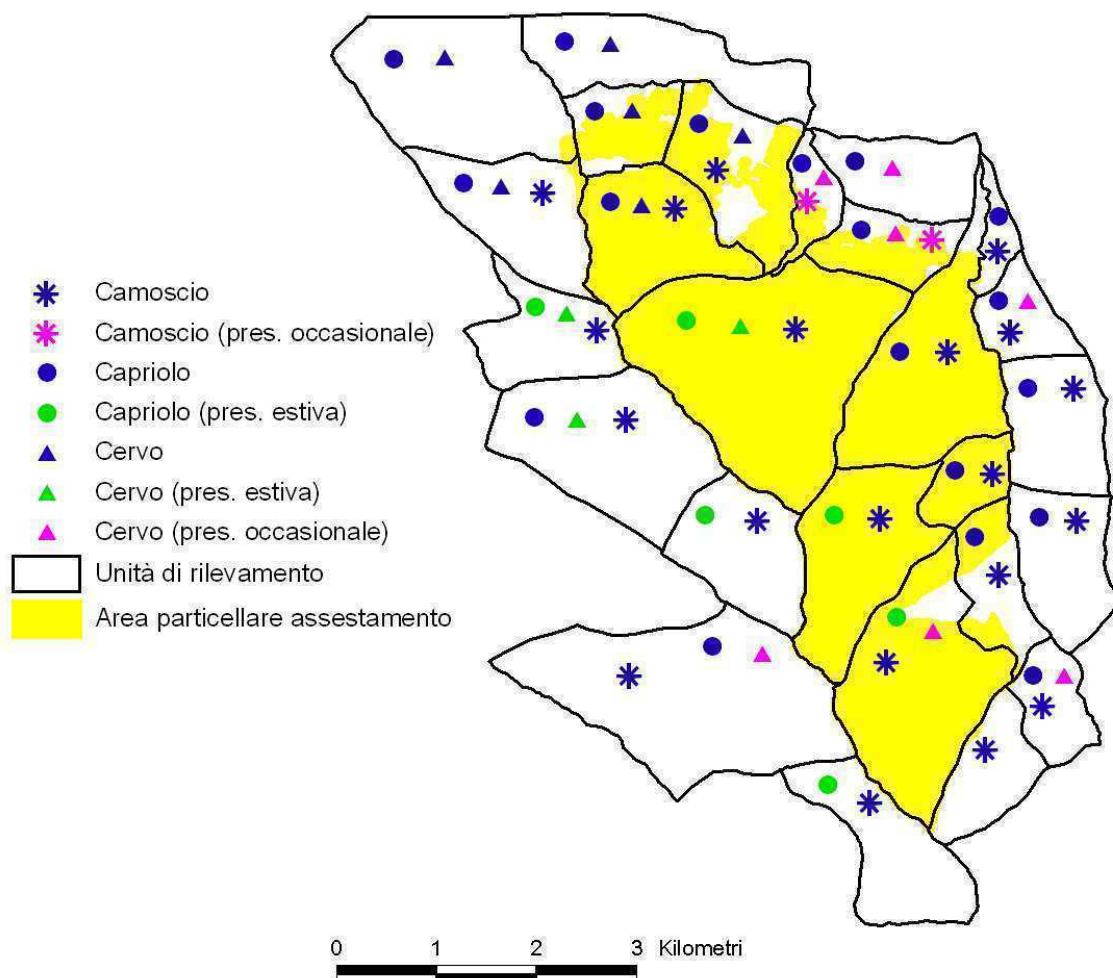 Camoscio
Camoscio (pres. occasionale)
Capriolo
Capriolo (pres. estiva)
Cervo
Cervo (pres. estiva)
Cervo (pres. occasionale)
Unità di rilevamento
Area particellare assestamento
0 1 2 3 Kilometri